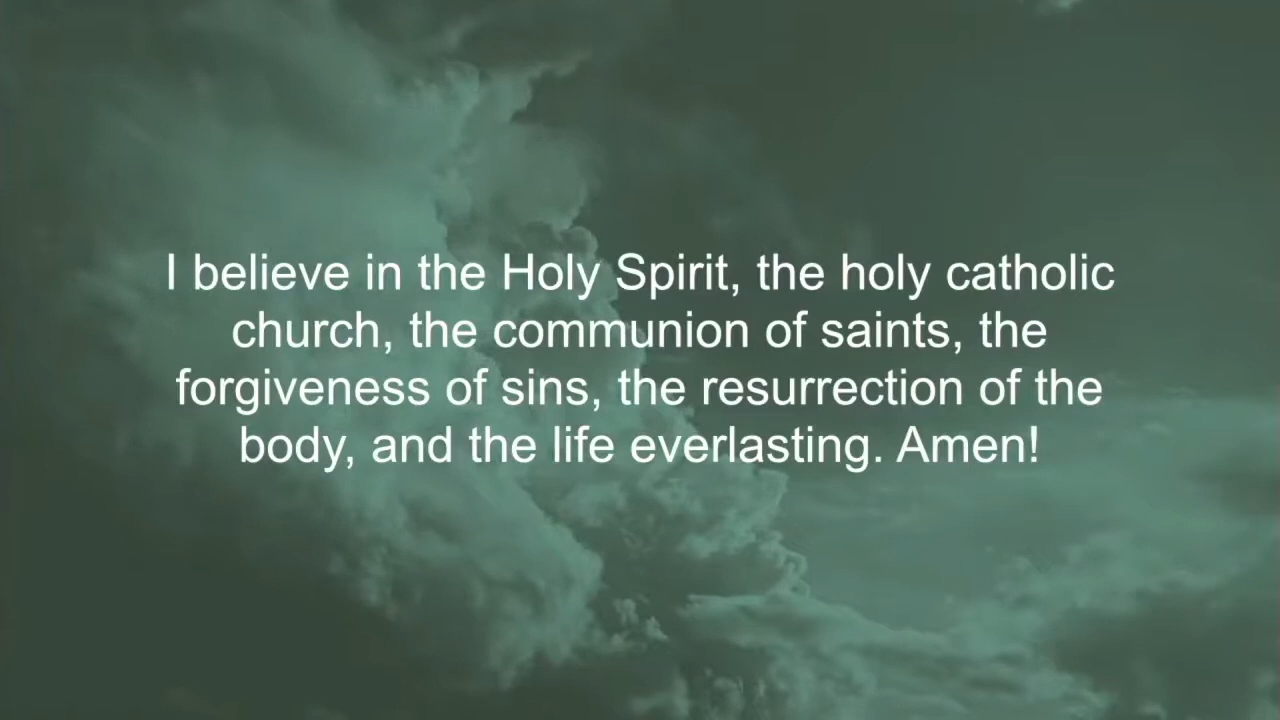 I believe in the Holy Spirit, the holy catholic
church, the communion of saints, the
forgiveness of sins, the resurrection of the
body, and the life everlasting. Amen!